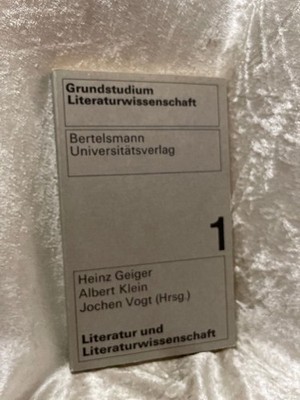 Grundstudium
Literaturwissenschaft
Bertelsmann
Universitätsverlag
1
Heinz Geiger
Albert Klein
Jochen Vogt (Hrsg.)
Literatur und
Literaturwissenschaft